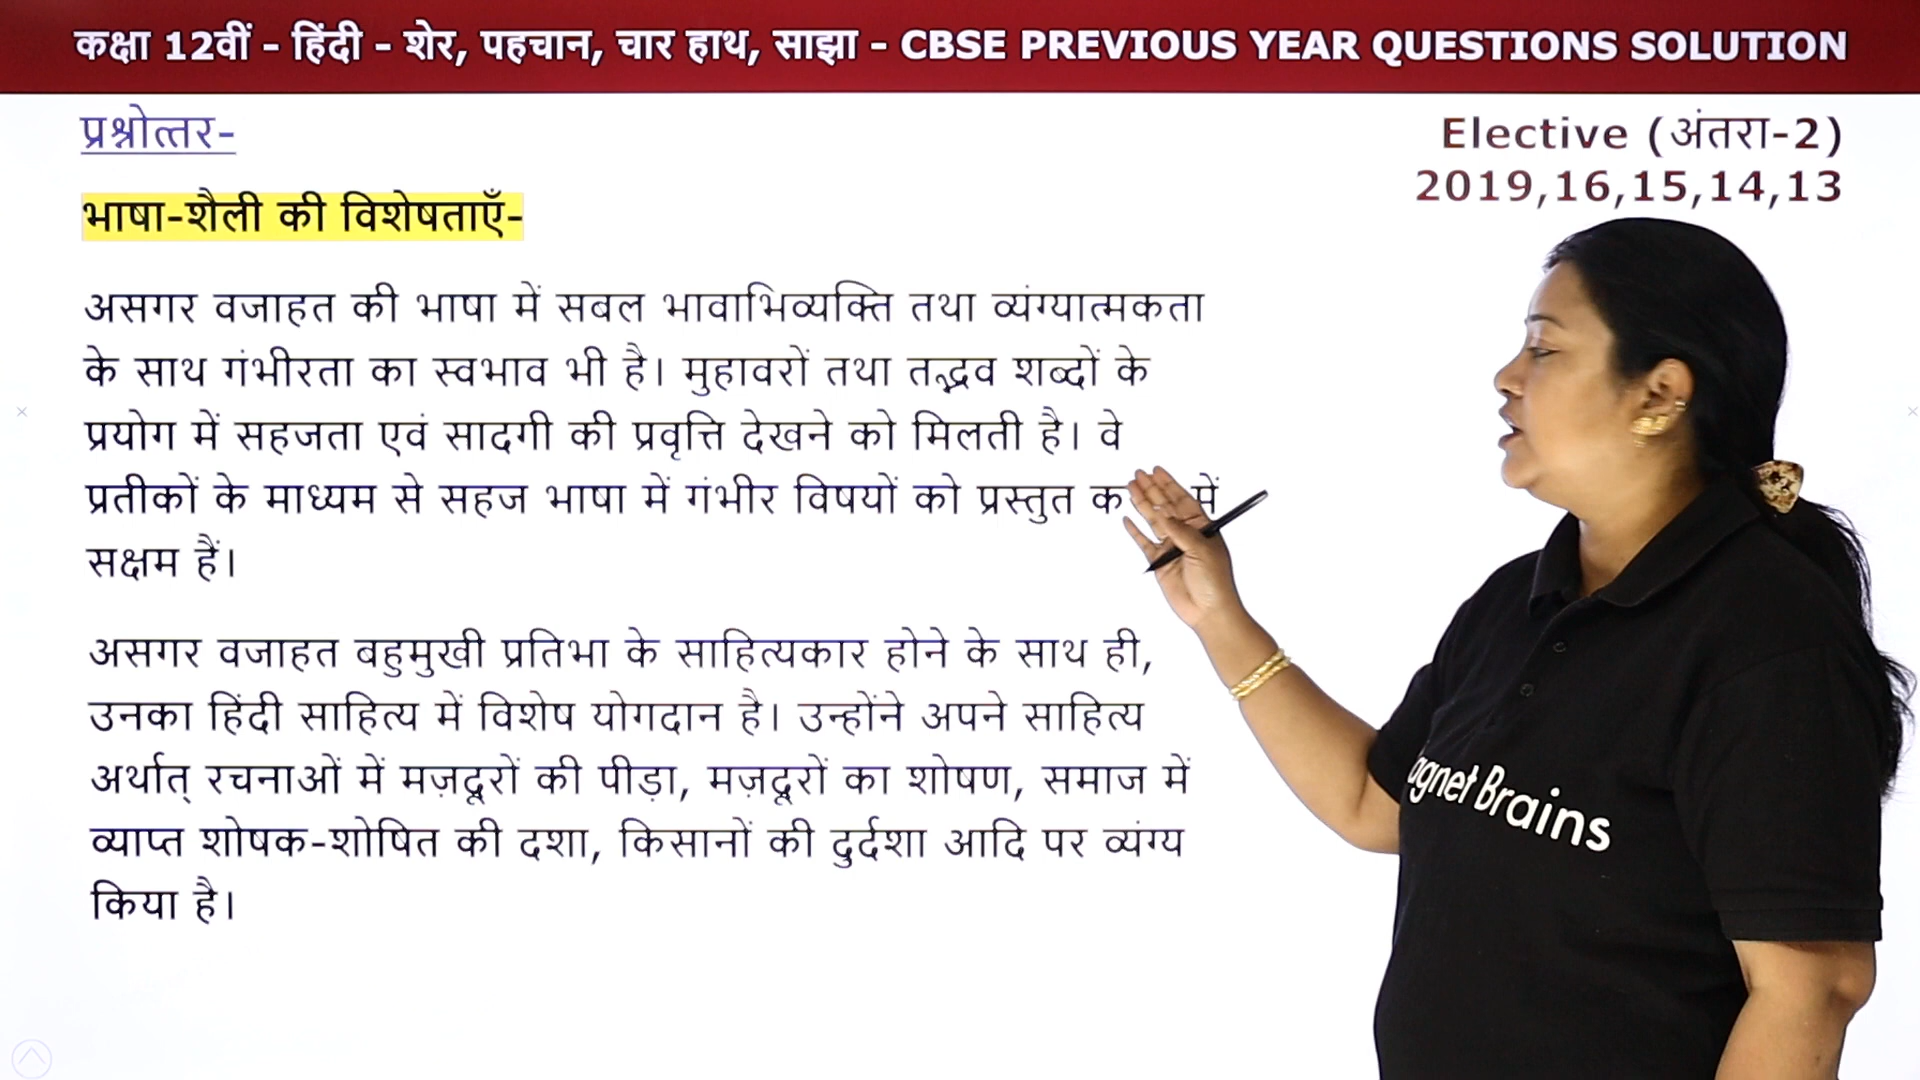 कक्षा 12वीं - हिंदी - शेर, पहचान, चार हाथ, साझा - CBSE PREVIOUS YEAR QUESTIONS SOLUTION
प्रश्नोत्तर-
Elective (अंतरा-2)
2019,16,15,14,13
भाषा-शैली की विशेषताएँ-
असगर वजाहत की भाषा में सबल भावाभिव्यक्ति तथा व्यंग्यात्मकता
के साथ गंभीरता का स्वभाव भी है। मुहावरों तथा तद्भव शब्दों के
प्रयोग में सहजता एवं सादगी की प्रवृत्ति देखने को मिलती है। वे
प्रतीकों के माध्यम से सहज भाषा में गंभीर विषयों को प्रस्तुत में
सक्षम हैं।
असगर वजाहत बहुमुखी प्रतिभा के साहित्यकार होने के साथ ही,
उनका हिंदी साहित्य में विशेष योगदान है। उन्होंने अपने साहित्य
अर्थात् रचनाओं में मज़दूरों की पीड़ा, मज़दूरों का शोषण, समाज में
व्याप्त शोषक-शोषित की दशा, किसानों की दुर्दशा आदि पर व्यंग्य
किया है।
agnet Brains